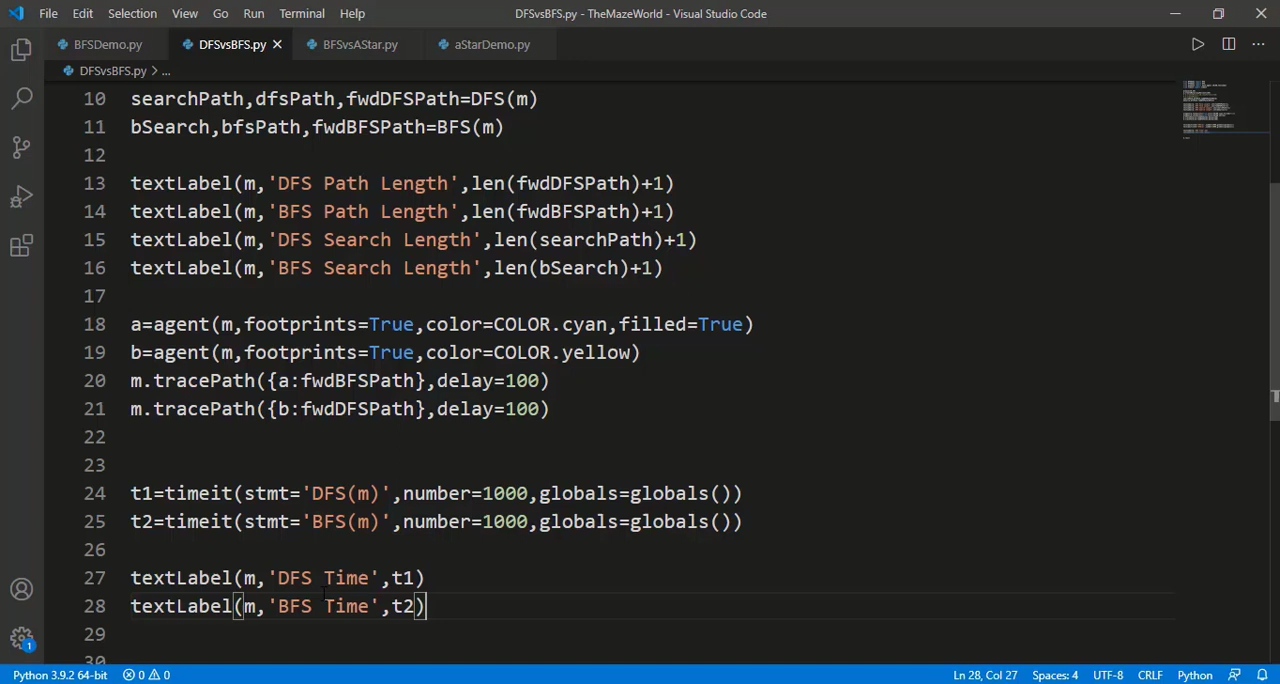 File Edit Selection View Go Run Terminal Help DFSvsBFS.py - TheMazeWorld - Visual Studio Code
BFSDemo.py DFSvsBFS.py BFSvsAStar.py aStarDemo.py
DFSvsBFS.py > ...
10 searchPath,dfsPath,fwdDFSPath=DFS(m)
11 bSearch,bfsPath,fwdBFSPath=BFS(m)
12
13 textLabel(m,'DFS Path Length',len(fwdDFSPath)+1)
14 textLabel(m,'BFS Path Length',len(fwdBFSPath)+1)
15 textLabel(m,'DFS Search Length',len(searchPath)+1)
16 textLabel(m,'BFS Search Length',len(bSearch)+1)
17
18 a=agent(m,footprints=True,color=COLOR.cyan,filled=True)
19 b=agent(m,footprints=True,color=COLOR.yellow)
20 m.tracePath({a:fwdBFSPath},delay=100)
21 m.tracePath({b:fwdDFSPath},delay=100)
22
23
24 t1=timeit(stmt='DFS(m)',number=1000,globals=globals())
25 t2=timeit(stmt='BFS(m)',number=1000,globals=globals())
26
27 textLabel(m,'DFS Time',t1)
28 textLabel(m,'BFS Time',t2)
29
30
1
Python 3.9.2 64-bit 0 0 Ln 28, Col 27 Spaces: 4 UTF-8 CRLF Python